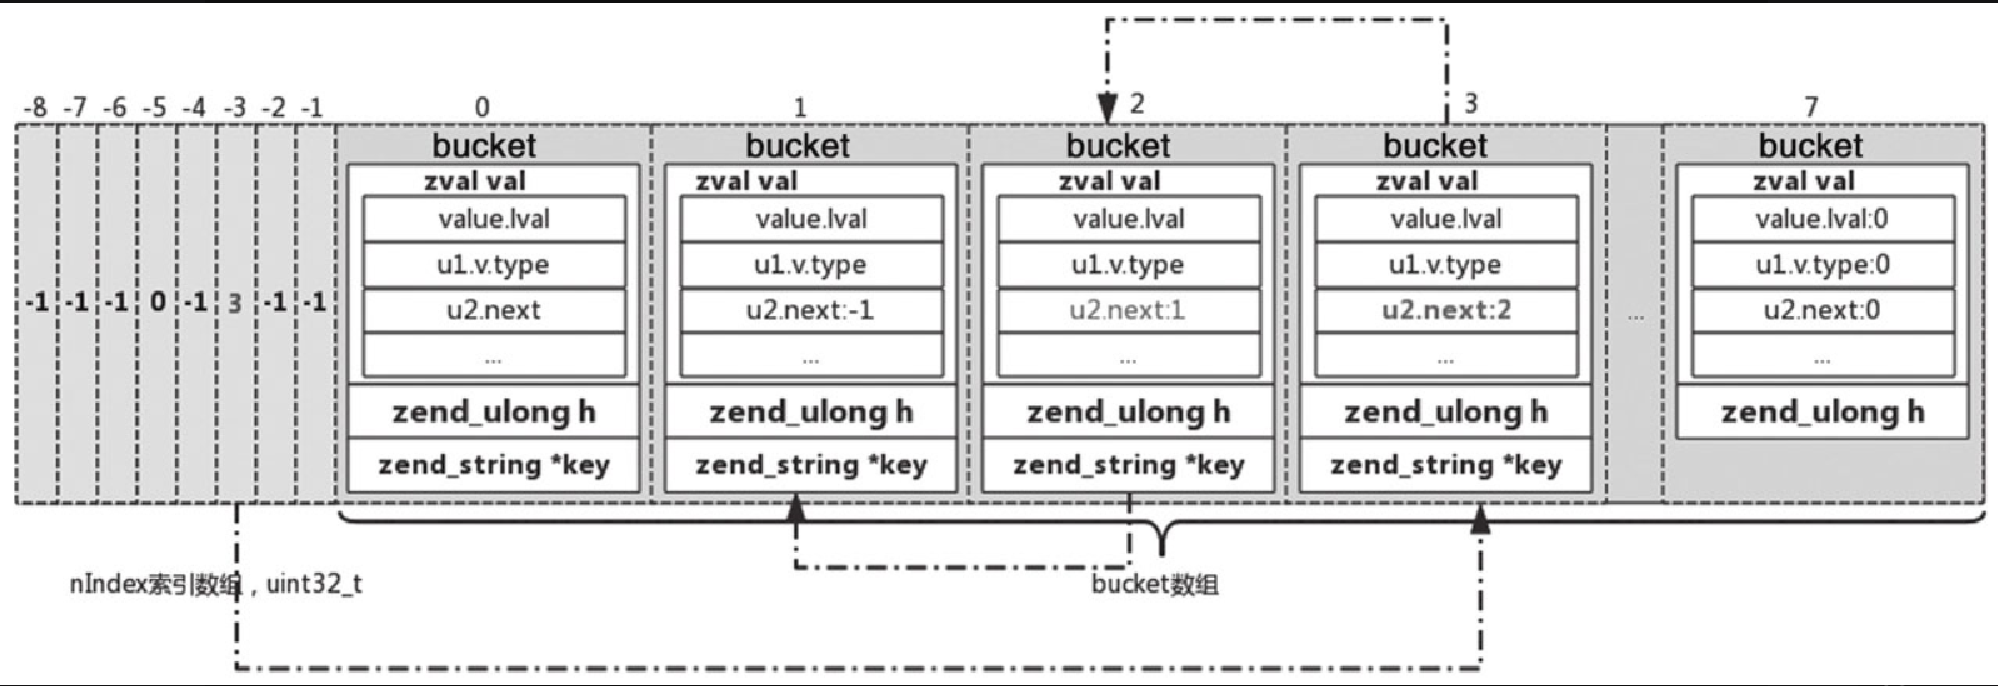 -8 -7 -6 -5 -4 -3 -2 -1 0 1 2 3 7
bucket bucket bucket bucket bucket
zval val zval val zval val zval val zval val
value.lval value.lval value.lval value.lval value.lval:0
u1.v.type u1.v.type u1.v.type u1.v.type u1.v.type:0
-1 -1 -1 0 -1 3 -1 -1 u2.next u2.next:-1 u2.next:1 u2.next:2 ... u2.next:0
... ... ... ... ...
zend_ulong h zend_ulong h zend_ulong h zend_ulong h zend_ulong h
zend_string *key zend_string *key zend_string *key zend_string *key
nIndex索引数组，uint32_t bucket数组